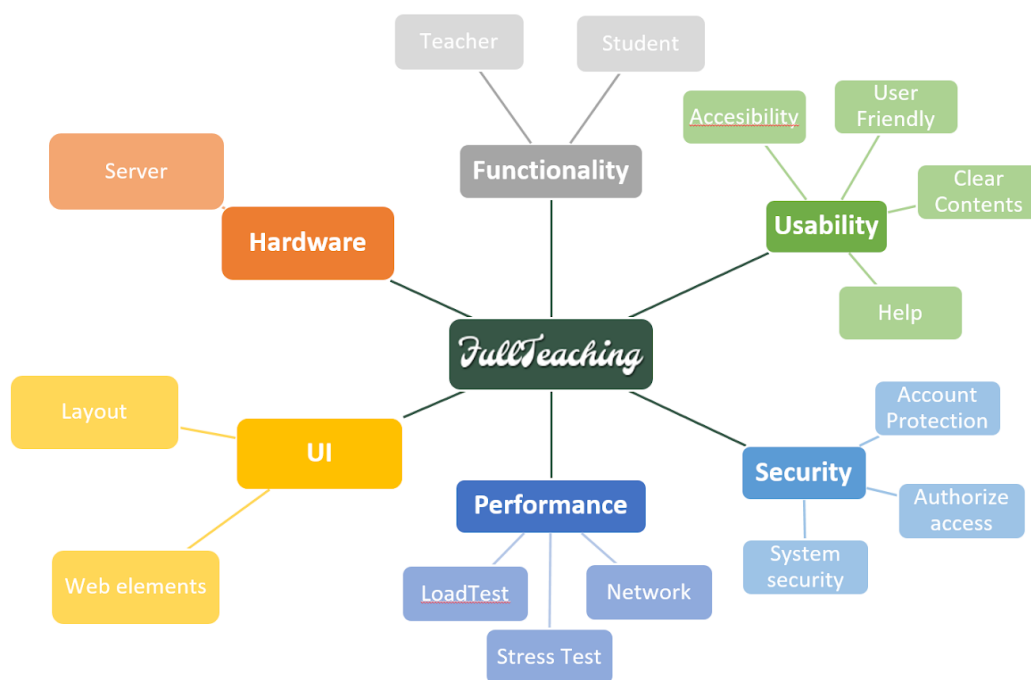 Teacher
Student
Accesibility
User
Friendly
Server
Functionality
Clear
Contents
Hardware
Usability
Help
FullTeaching
Layout
Account
Protection
UI
Security
Performance
Authorize
access
System
security
Web elements
LoadTest
Network
Stress Test